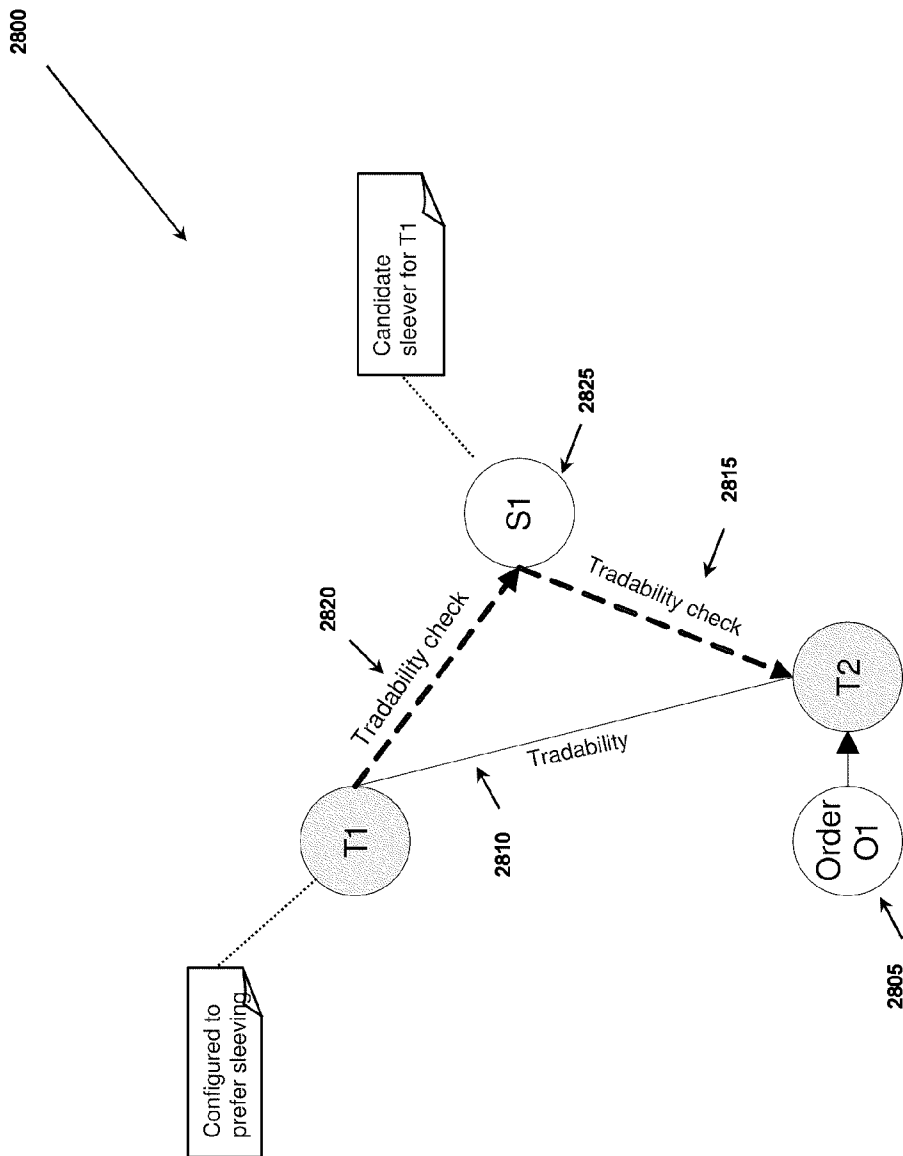 2800
Candidate
sleever for T1
2825
S1
2815
Tradability check
2820
Tradability check
T2
Tradability
2810
T1
Order
O1
2805
Configured to
prefer sleeving